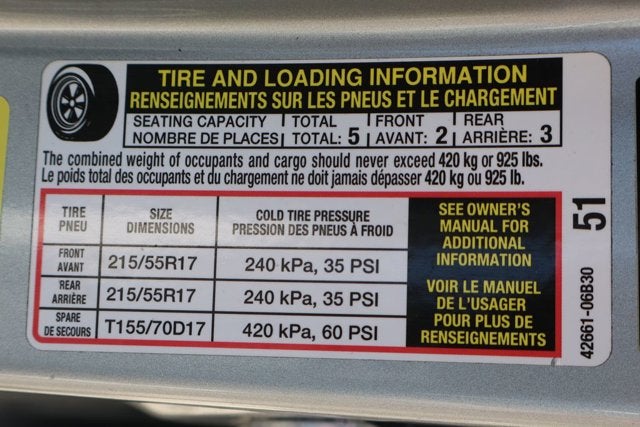 TIRE AND LOADING INFORMATION
RENSEIGNEMENTS SUR LES PNEUS ET LE CHARGEMENT
SEATING CAPACITY TOTAL FRONT REAR
NOMBRE DE PLACES TOTAL: 5 AVANT: 2 ARRIÈRE: 3
The combined weight of occupants and cargo should never exceed 420 kg or 925 lbs.
Le poids total des occupants et du chargement ne doit jamais dépasser 420 kg ou 925 lb.
TIRE
PNEU
SIZE
DIMENSIONS
COLD TIRE PRESSURE
PRESSION DES PNEUS À FROID
FRONT
AVANT
215/55R17
240 kPa, 35 PSI
REAR
ARRIÈRE
215/55R17
240 kPa, 35 PSI
SPARE
DE SECOURS
T155/70D17
420 kPa, 60 PSI
SEE OWNER'S
MANUAL FOR
ADDITIONAL
INFORMATION
VOIR LE MANUEL
DE L'USAGER
POUR PLUS DE
RENSEIGNEMENTS
51
42661-06B30